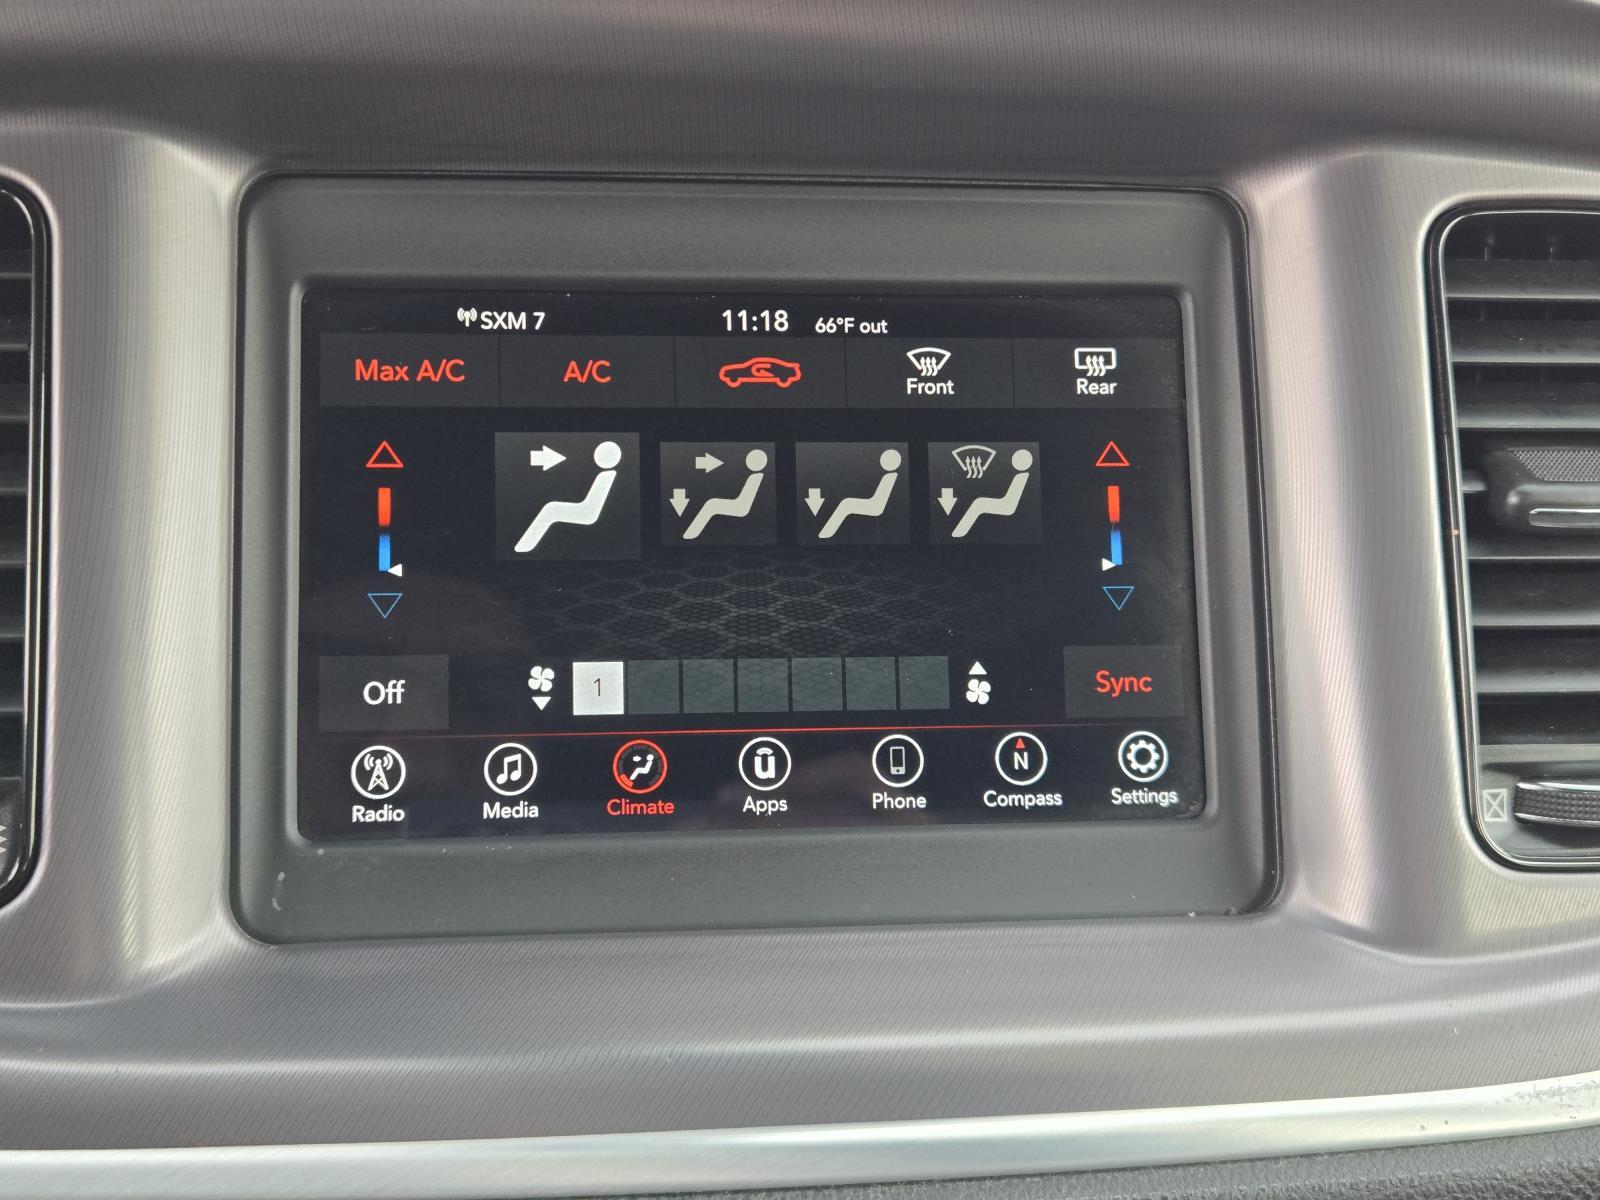 SXM 7 11:18 66°F out
Max A/C A/C Front Rear
Off 1 Sync
Radio Media Climate Apps Phone Compass Settings
N